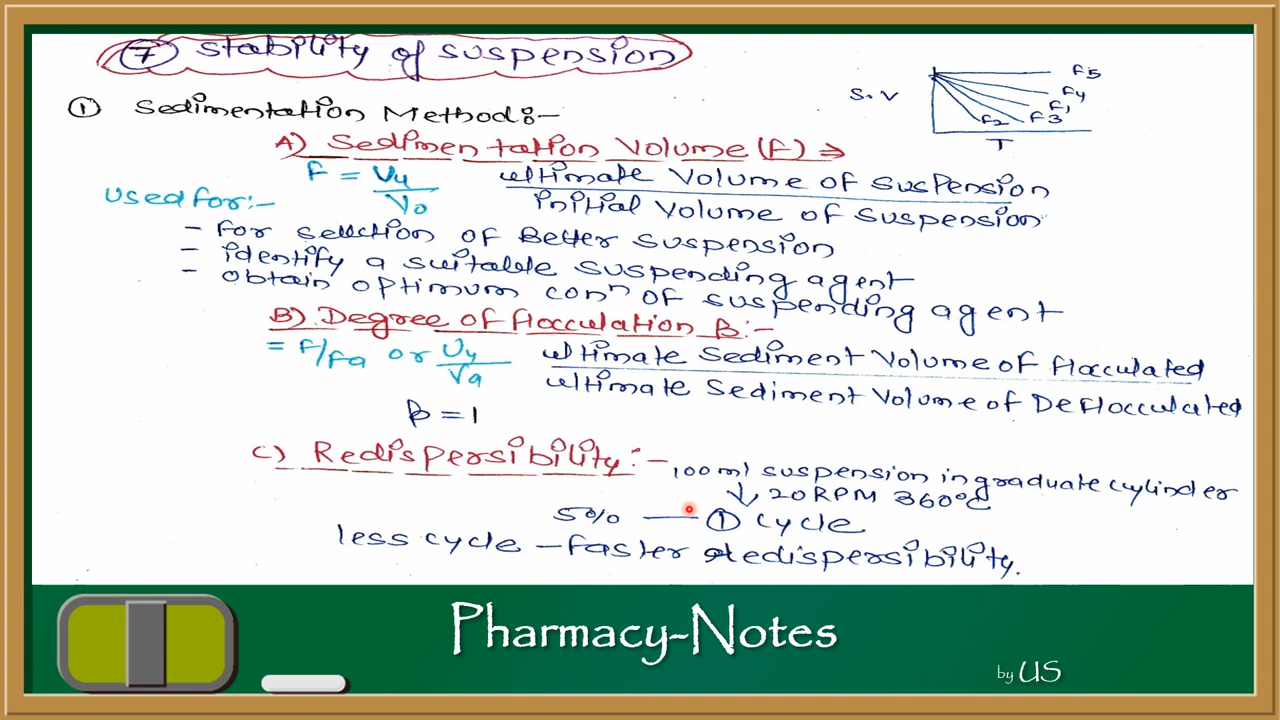 7 Stability of suspension
① Sedimentation Method:-
S.V
F5
F4
F1
F3
F2
T
A) Sedimentation Volume (F) ⇒
F = Vu/Vo ultimate Volume of suspension / initial Volume of suspension
Used for:-
- for selection of Better suspension
- identify a suitable suspending agent
- obtain optimum conⁿ of suspending agent
B) Degree of flocculation β:-
= F/Fa or Vu/Va ultimate Sediment Volume of flocculated / ultimate Sediment Volume of Deflocculated
β = 1
C) Redispersibility:- 100 ml suspension in graduate cylinder
↓ 20 RPM 360°C
5% — ① cycle
less cycle - faster Redispersibility.
Pharmacy-Notes
by US